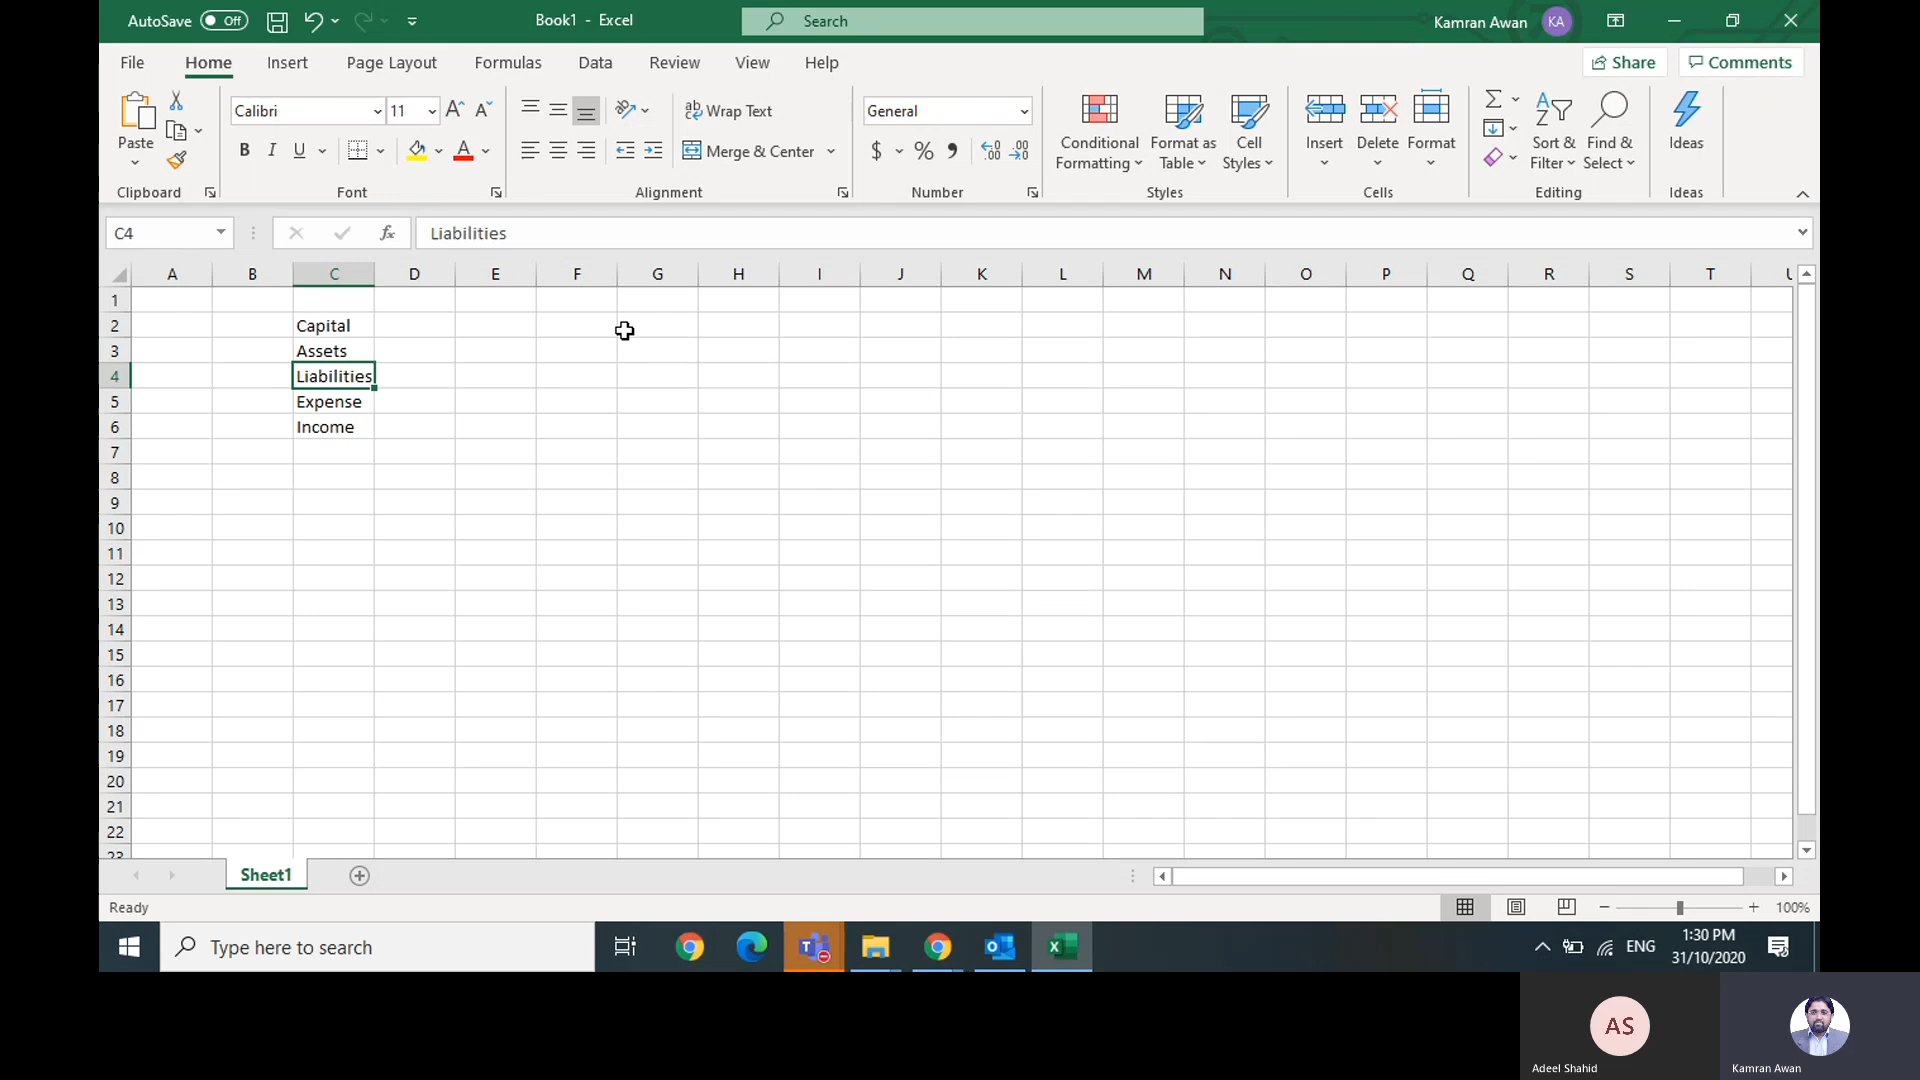 AutoSave Off Book1 - Excel Search Kamran Awan KA
File Home Insert Page Layout Formulas Data Review View Help Share Comments
Paste Calibri 11 A A ab Wrap Text General Conditional Formatting Format as Table Cell Styles Insert Delete Format Sort & Filter Find & Select Ideas
B I U A Merge & Center $ % 9
Clipboard Font Alignment Number Styles Cells Editing Ideas
C4 fx Liabilities
A B C D E F G H I J K L M N O P Q R S T U
1
2 Capital
3 Assets
4 Liabilities
5 Expense
6 Income
7
8
9
10
11
12
13
14
15
16
17
18
19
20
21
22
23
Sheet1
Ready 100%
Type here to search ENG 1:30 PM
31/10/2020
AS
Adeel Shahid Kamran Awan